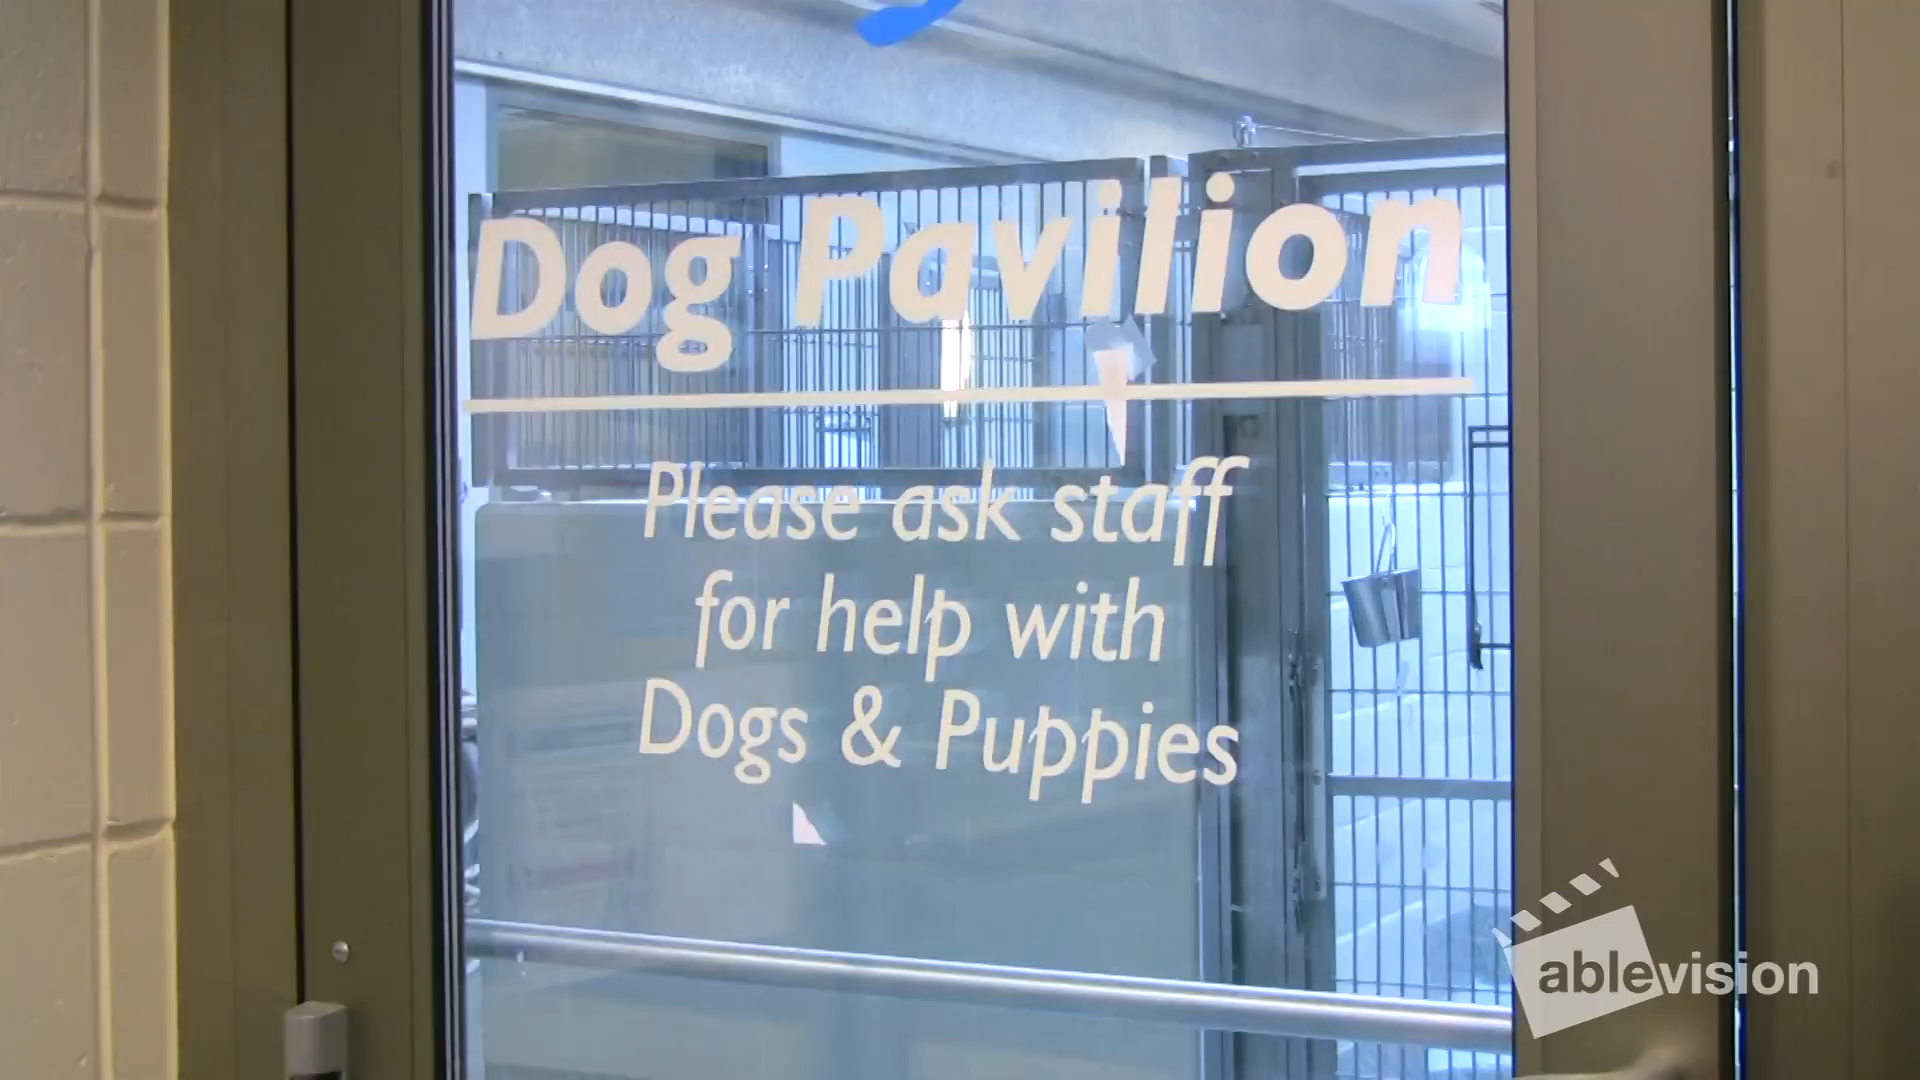 Dog Pavilion
Please ask staff
for help with
Dogs & Puppies
ablevision